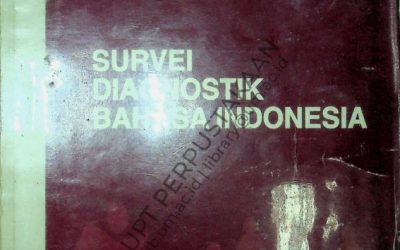 SURVEI
DIAGNOSTIK
BAHASA INDONESIA
UPT PERPUSTAKAAN